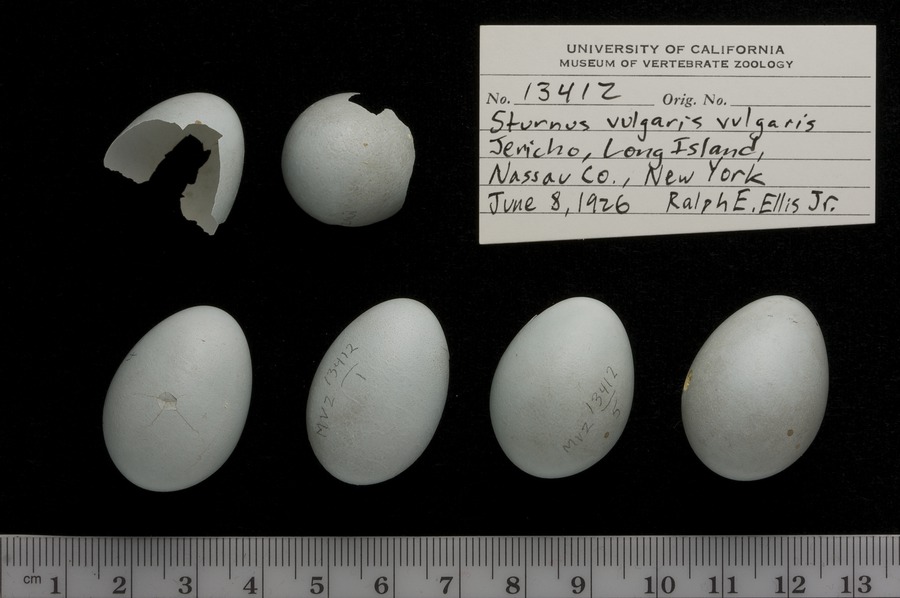 UNIVERSITY OF CALIFORNIA
MUSEUM OF VERTEBRATE ZOOLOGY
No. 13412 Orig. No.
Sturnus vulgaris vulgaris
Jericho, Long Island,
Nassau Co., New York
June 8, 1926 Ralph E. Ellis Jr.
MVZ 13412
1
MVZ 13412
5
cm 1 2 3 4 5 6 7 8 9 10 11 12 13